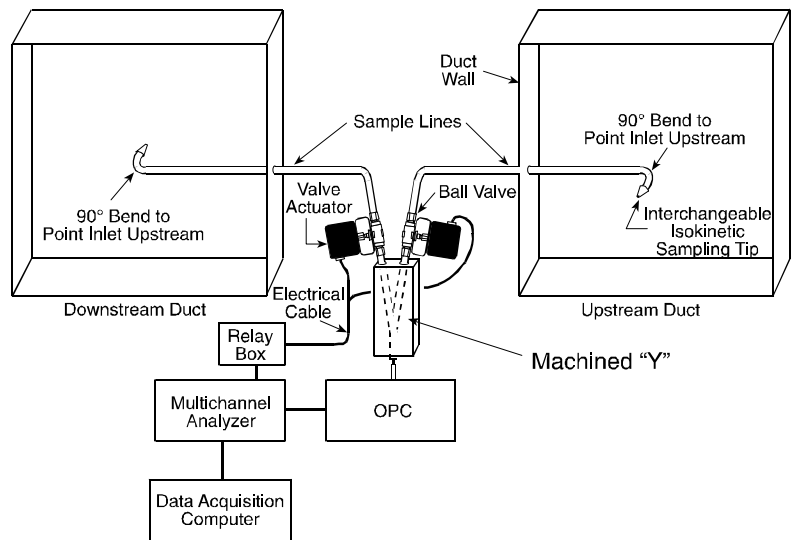 Duct
Wall
90° Bend to
Point Inlet Upstream
Sample Lines
Valve
Actuator
Ball Valve
90° Bend to
Point Inlet Upstream
Interchangeable
Isokinetic
Sampling Tip
Downstream Duct
Electrical
Cable
Upstream Duct
Relay
Box
Machined “Y”
Multichannel
Analyzer
OPC
Data Acquisition
Computer